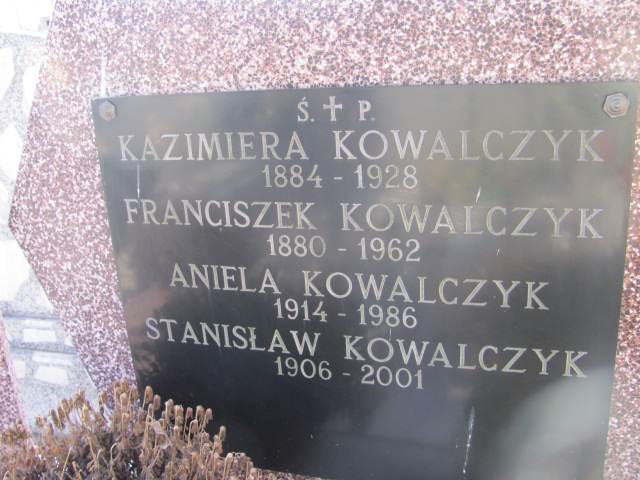 Ś. ✝ P.
KAZIMIERA KOWALCZYK
1884 - 1928
FRANCISZEK KOWALCZYK
1880 - 1962
ANIELA KOWALCZYK
1914 - 1986
STANISŁAW KOWALCZYK
1906 - 2001